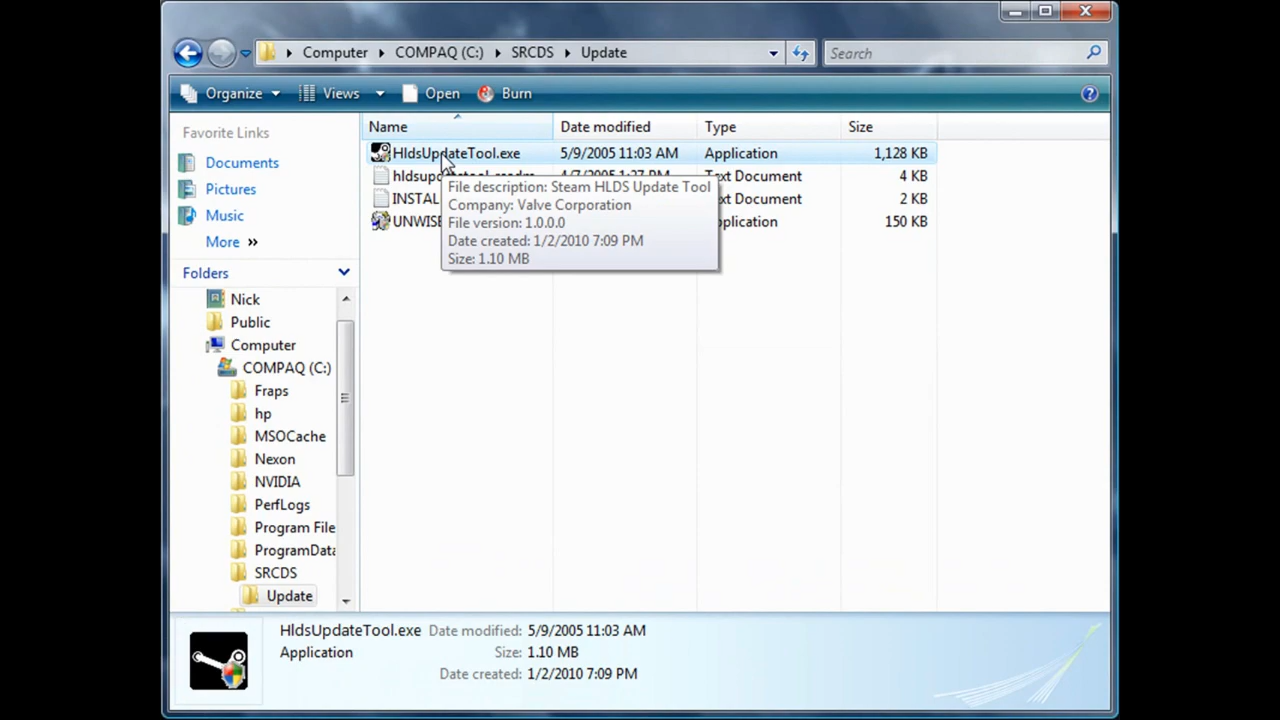 Computer COMPAQ (C:) SRCDS Update Search
Organize Views Open Burn
Favorite Links
Documents
Pictures
Music
More »
Folders
Nick
Public
Computer
COMPAQ (C:)
Fraps
hp
MSOCache
Nexon
NVIDIA
PerfLogs
Program File
ProgramData
SRCDS
Update
Name Date modified Type Size
HldsUpdateTool.exe 5/9/2005 11:03 AM Application 1,128 KB
Text Document 4 KB
INSTAL xt Document 2 KB
UNWISE plication 150 KB
File description: Steam HLDS Update Tool
Company: Valve Corporation
File version: 1.0.0.0
Date created: 1/2/2010 7:09 PM
Size: 1.10 MB
HldsUpdateTool.exe Date modified: 5/9/2005 11:03 AM
Application Size: 1.10 MB
Date created: 1/2/2010 7:09 PM